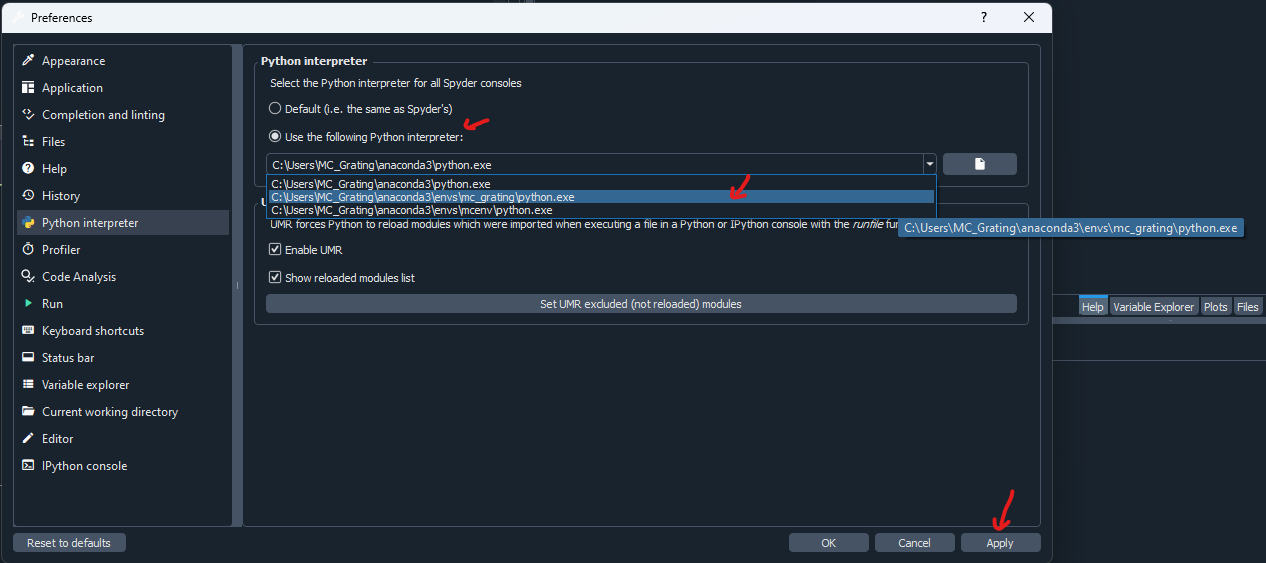 Preferences
?
Appearance
Application
Completion and linting
Files
Help
History
Python interpreter
Profiler
Code Analysis
Run
Keyboard shortcuts
Status bar
Variable explorer
Current working directory
Editor
IPython console
Python interpreter
Select the Python interpreter for all Spyder consoles
Default (i.e. the same as Spyder's)
Use the following Python interpreter:
C:\Users\MC_Grating\anaconda3\python.exe
C:\Users\MC_Grating\anaconda3\python.exe
C:\Users\MC_Grating\anaconda3\envs\mc_grating\python.exe
C:\Users\MC_Grating\anaconda3\envs\mcenv\python.exe
C:\Users\MC_Grating\anaconda3\envs\mc_grating\python.exe
UMR forces Python to reload modules which were imported when executing a file in a Python or IPython console with the runfile
Enable UMR
Show reloaded modules list
Set UMR excluded (not reloaded) modules
Help Variable Explorer Plots Files
Reset to defaults
OK Cancel Apply